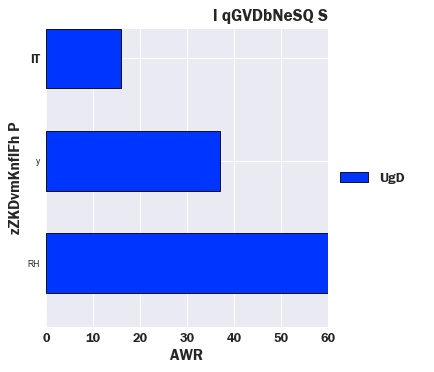 I qGVDbNeSQ S
zZKDvmKnfIFh P
IT
y
RH
0 10 20 30 40 50 60
AWR
UgD